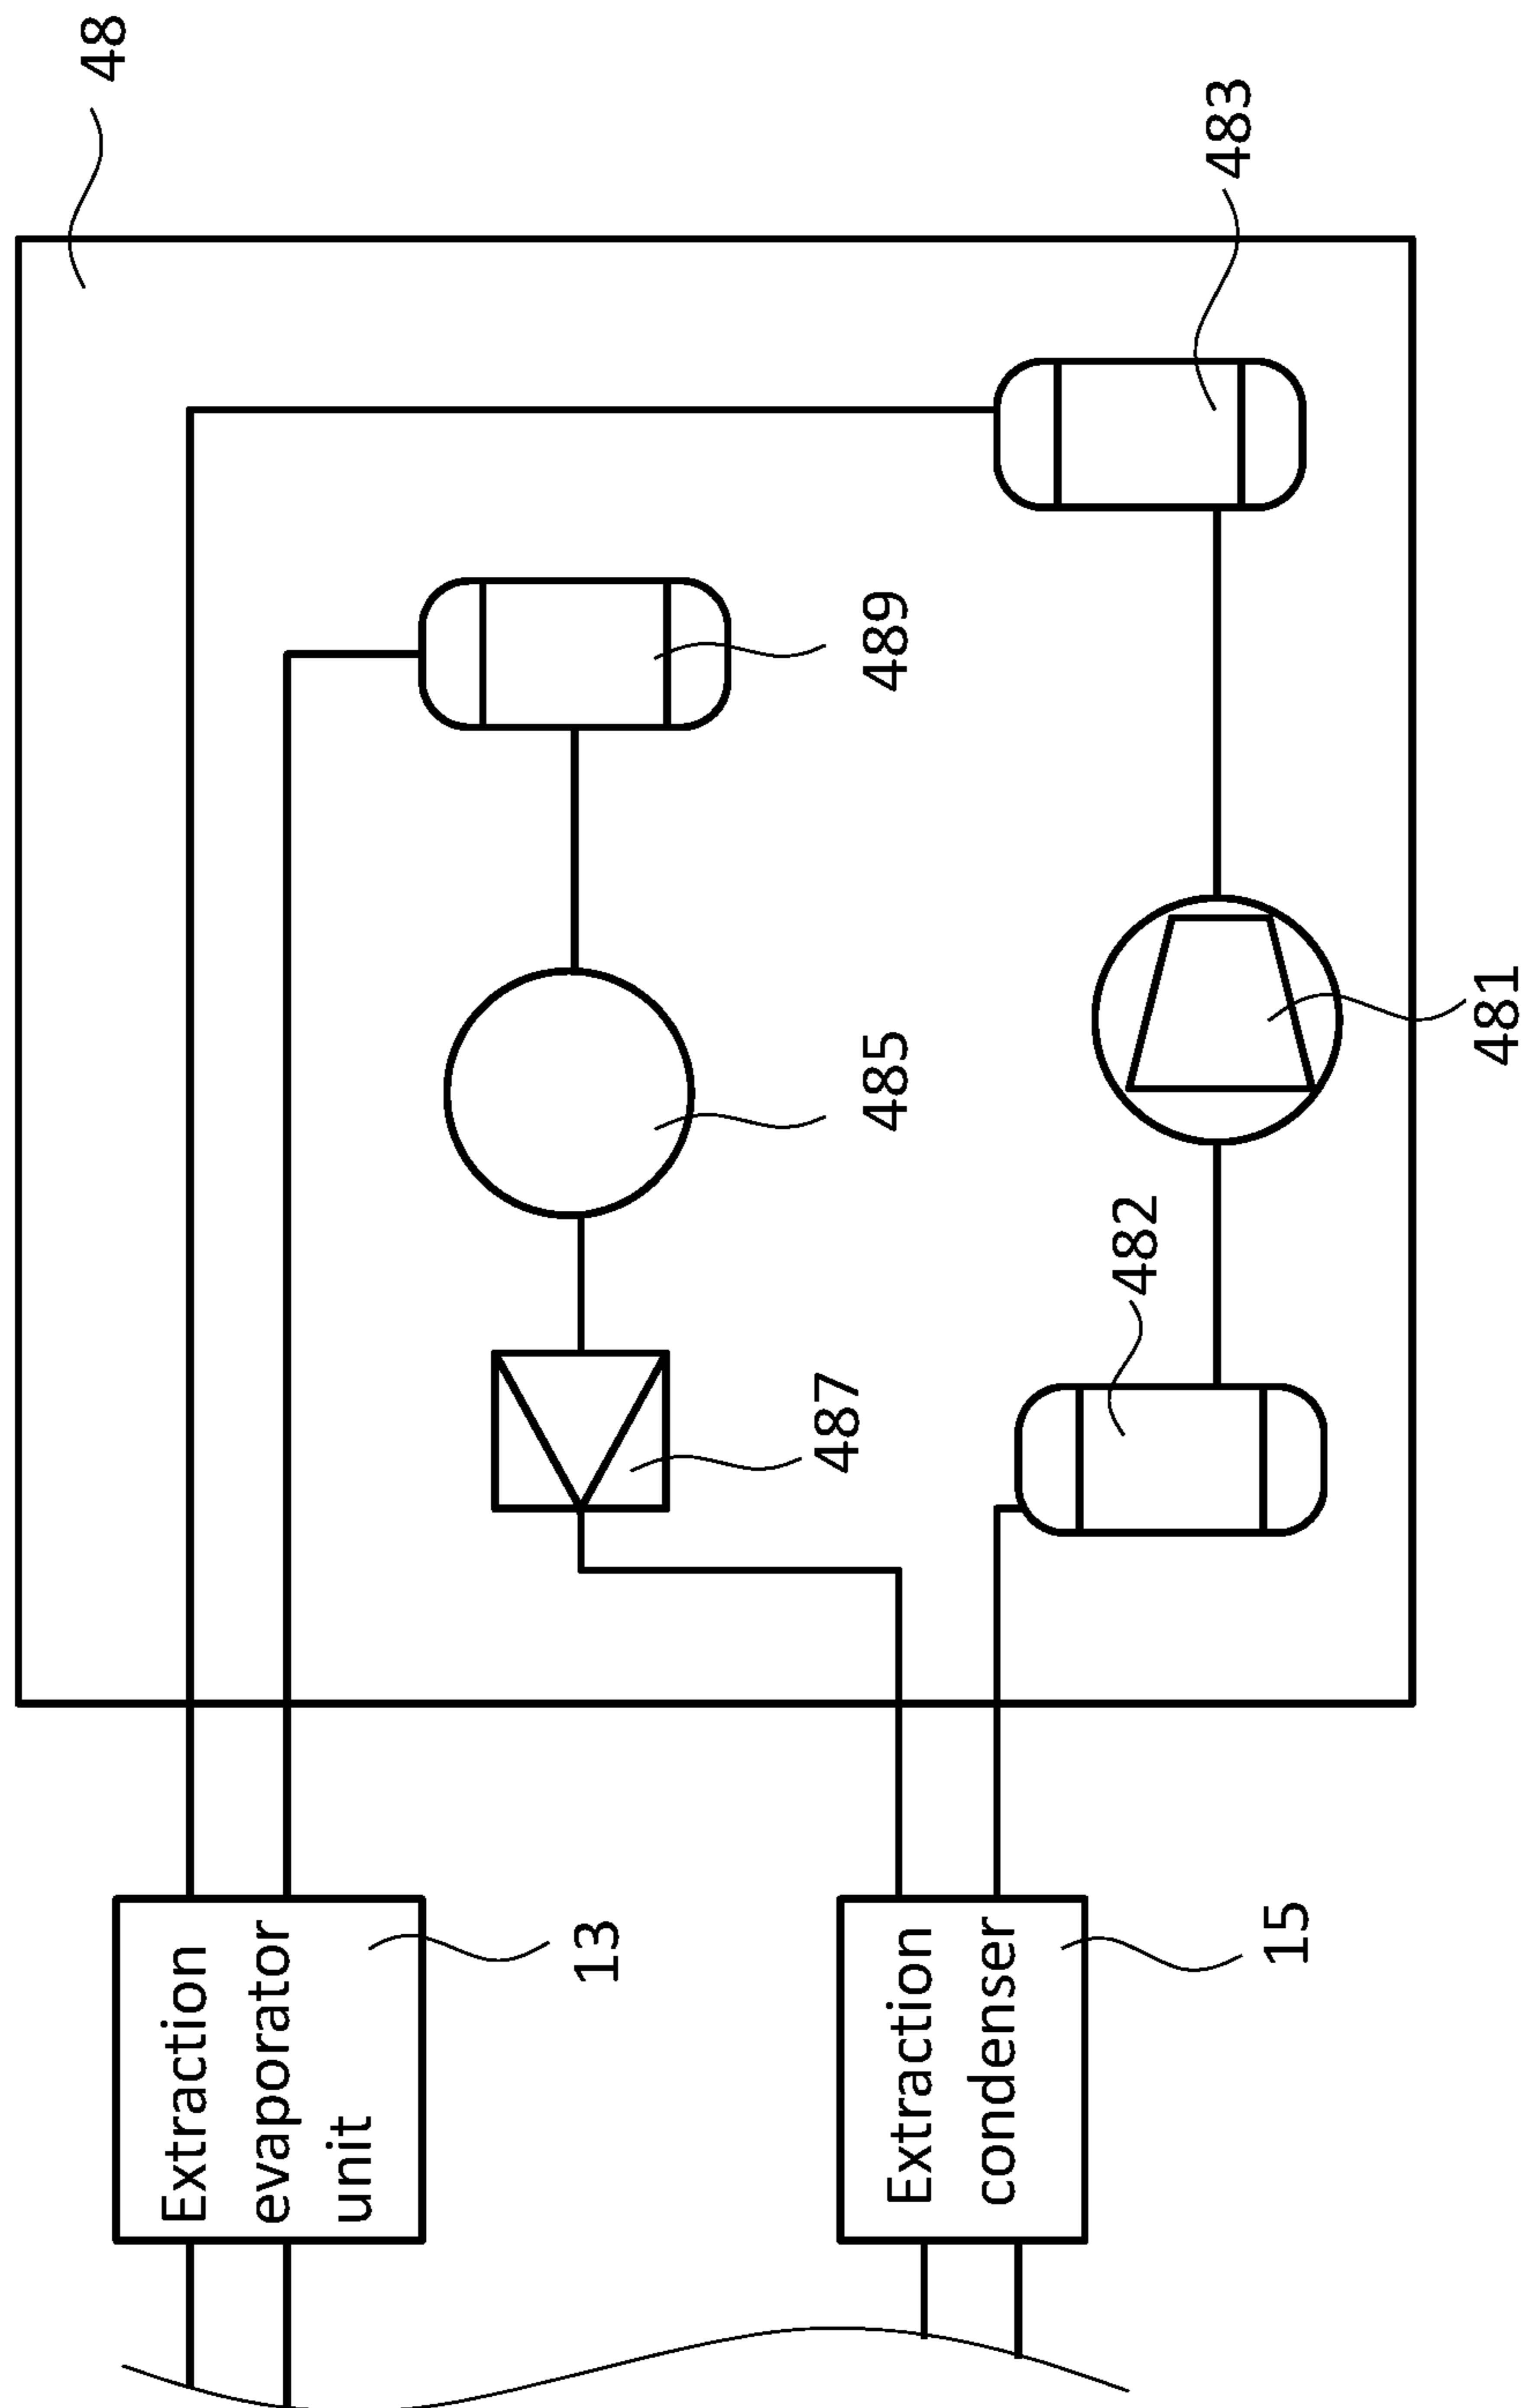 48
Extraction
evaporator
unit
13
487
485
489
Extraction
condenser
482
483
15
481